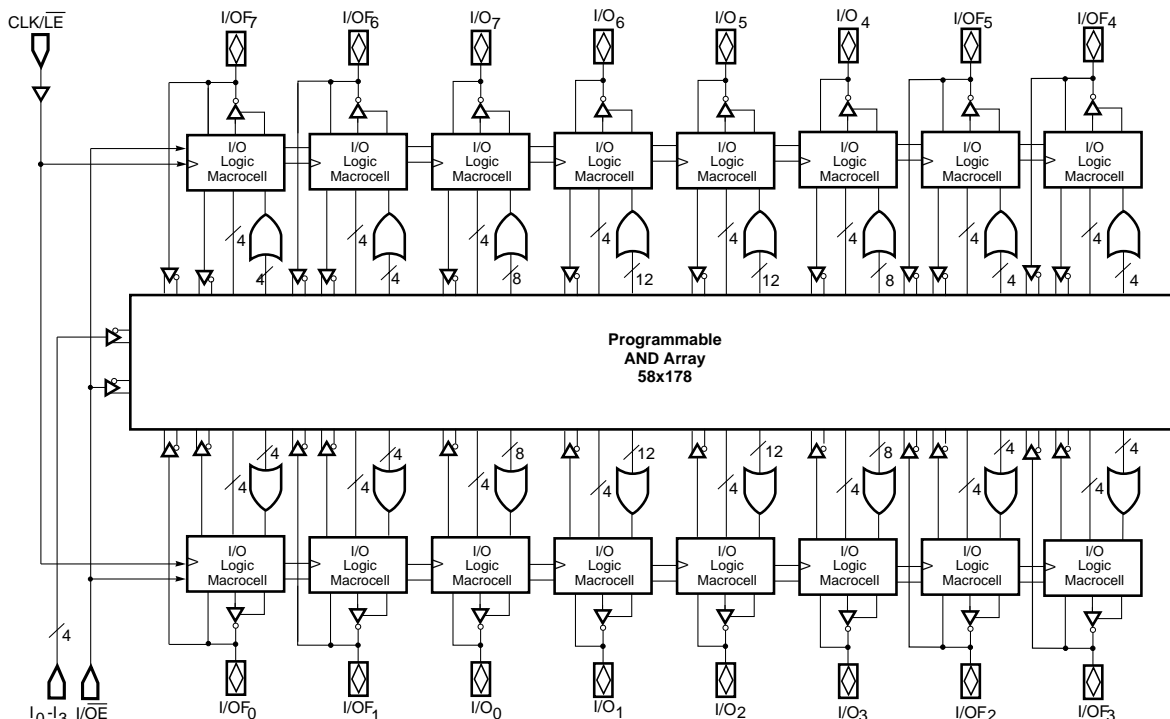 CLK/LE
I/OF7 I/OF6 I/O7 I/O6 I/O5 I/O4 I/OF5 I/OF4
I/O Logic Macrocell I/O Logic Macrocell I/O Logic Macrocell I/O Logic Macrocell I/O Logic Macrocell I/O Logic Macrocell I/O Logic Macrocell I/O Logic Macrocell
4 4 4 4 4 4 4 4
4 4 8 12 12 8 4 4
Programmable
AND Array
58x178
4 4 8 12 12 8 4 4
4 4 4 4 4 4 4 4
I/O Logic Macrocell I/O Logic Macrocell I/O Logic Macrocell I/O Logic Macrocell I/O Logic Macrocell I/O Logic Macrocell I/O Logic Macrocell I/O Logic Macrocell
4
I0-I3 I/OE I/OF0 I/OF1 I/O0 I/O1 I/O2 I/O3 I/OF2 I/OF3